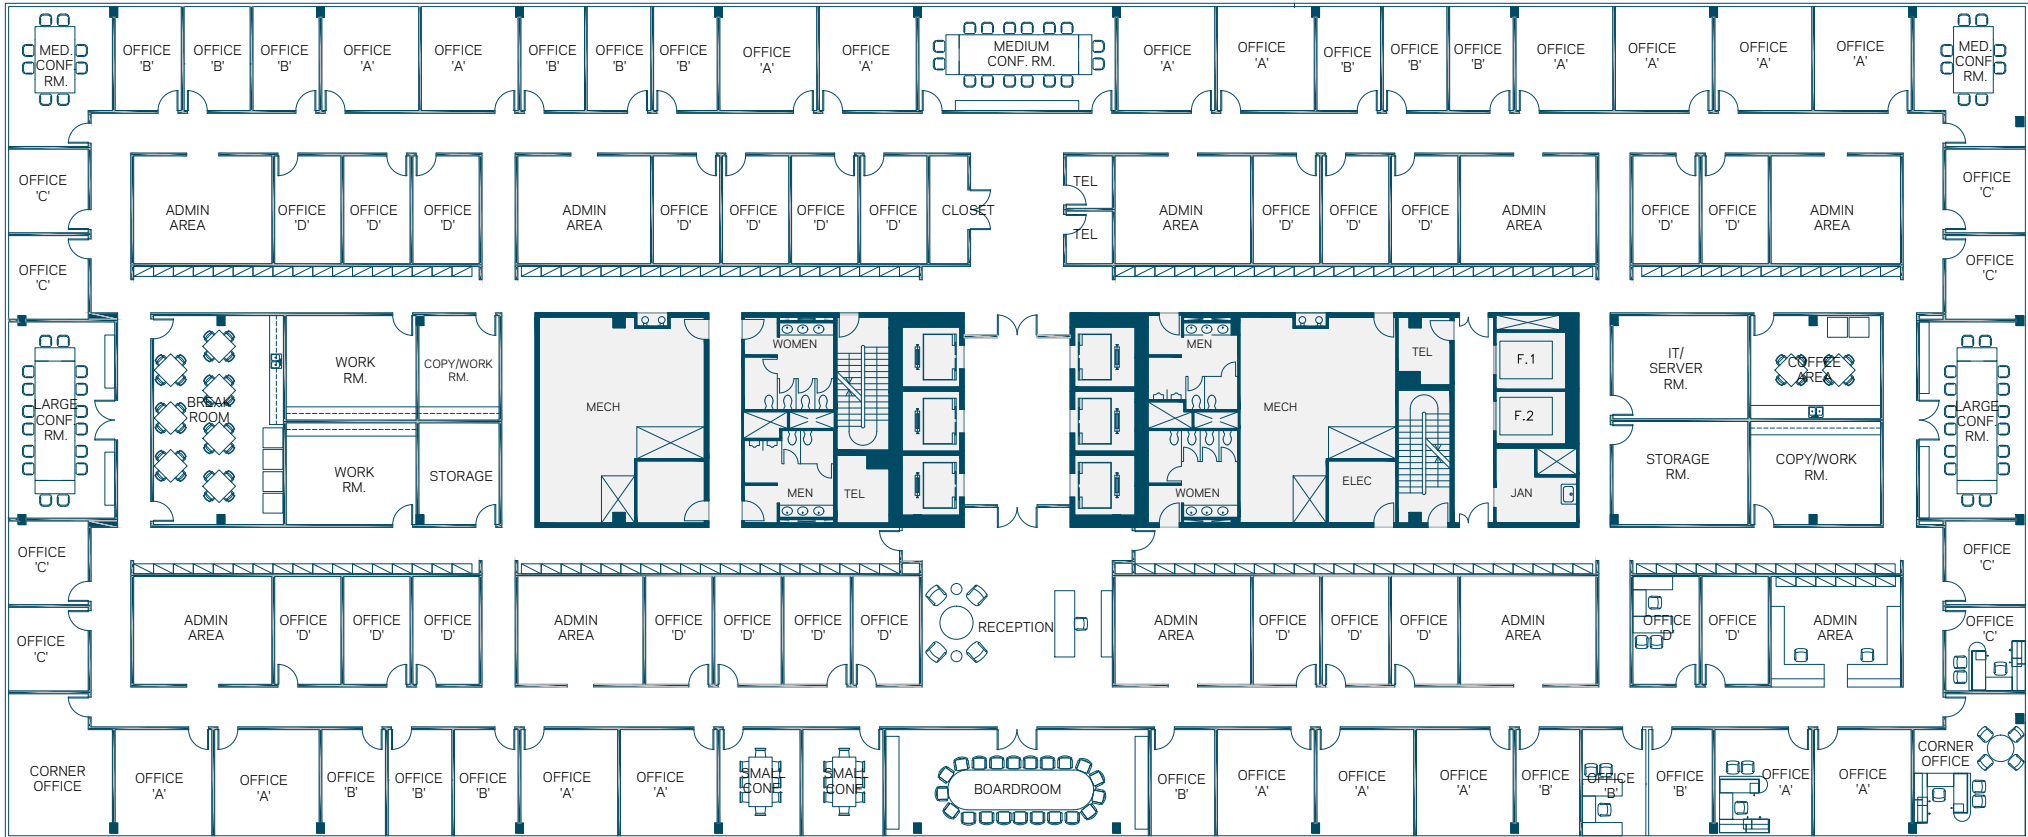 MED.
CONF.
RM.
OFFICE
'B'
OFFICE
'B'
OFFICE
'B'
OFFICE
'A'
OFFICE
'A'
OFFICE
'B'
OFFICE
'B'
OFFICE
'B'
OFFICE
'A'
OFFICE
'A'
MEDIUM
CONF. RM.
OFFICE
'A'
OFFICE
'A'
OFFICE
'B'
OFFICE
'B'
OFFICE
'B'
OFFICE
'A'
OFFICE
'A'
OFFICE
'A'
OFFICE
'A'
MED.
CONF.
RM.
OFFICE
'C'
ADMIN
AREA
OFFICE
'D'
OFFICE
'D'
OFFICE
'D'
ADMIN
AREA
OFFICE
'D'
OFFICE
'D'
OFFICE
'D'
OFFICE
'D'
CLOSET
TEL
TEL
ADMIN
AREA
OFFICE
'D'
OFFICE
'D'
OFFICE
'D'
ADMIN
AREA
OFFICE
'D'
OFFICE
'D'
ADMIN
AREA
OFFICE
'C'
OFFICE
'C'
OFFICE
'C'
LARGE
CONF.
RM.
BREAK
ROOM
WORK
RM.
COPY/WORK
RM.
WORK
RM.
STORAGE
MECH
WOMEN
MEN
TEL
MEN
WOMEN
MECH
ELEC
TEL
F.1
F.2
JAN
IT/
SERVER
RM.
COFFEE
AREA
STORAGE
RM.
COPY/WORK
RM.
LARGE
CONF.
RM.
OFFICE
'C'
OFFICE
'C'
OFFICE
'C'
ADMIN
AREA
OFFICE
'D'
OFFICE
'D'
OFFICE
'D'
ADMIN
AREA
OFFICE
'D'
OFFICE
'D'
OFFICE
'D'
OFFICE
'D'
RECEPTION
ADMIN
AREA
OFFICE
'D'
OFFICE
'D'
OFFICE
'D'
ADMIN
AREA
OFFICE
'D'
OFFICE
'D'
ADMIN
AREA
OFFICE
'C'
CORNER
OFFICE
OFFICE
'A'
OFFICE
'A'
OFFICE
'B'
OFFICE
'B'
OFFICE
'B'
OFFICE
'A'
OFFICE
'A'
SMALL
CONF.
SMALL
CONF.
BOARDROOM
OFFICE
'B'
OFFICE
'A'
OFFICE
'A'
OFFICE
'A'
OFFICE
'B'
OFFICE
'B'
OFFICE
'B'
OFFICE
'A'
OFFICE
'A'
CORNER
OFFICE